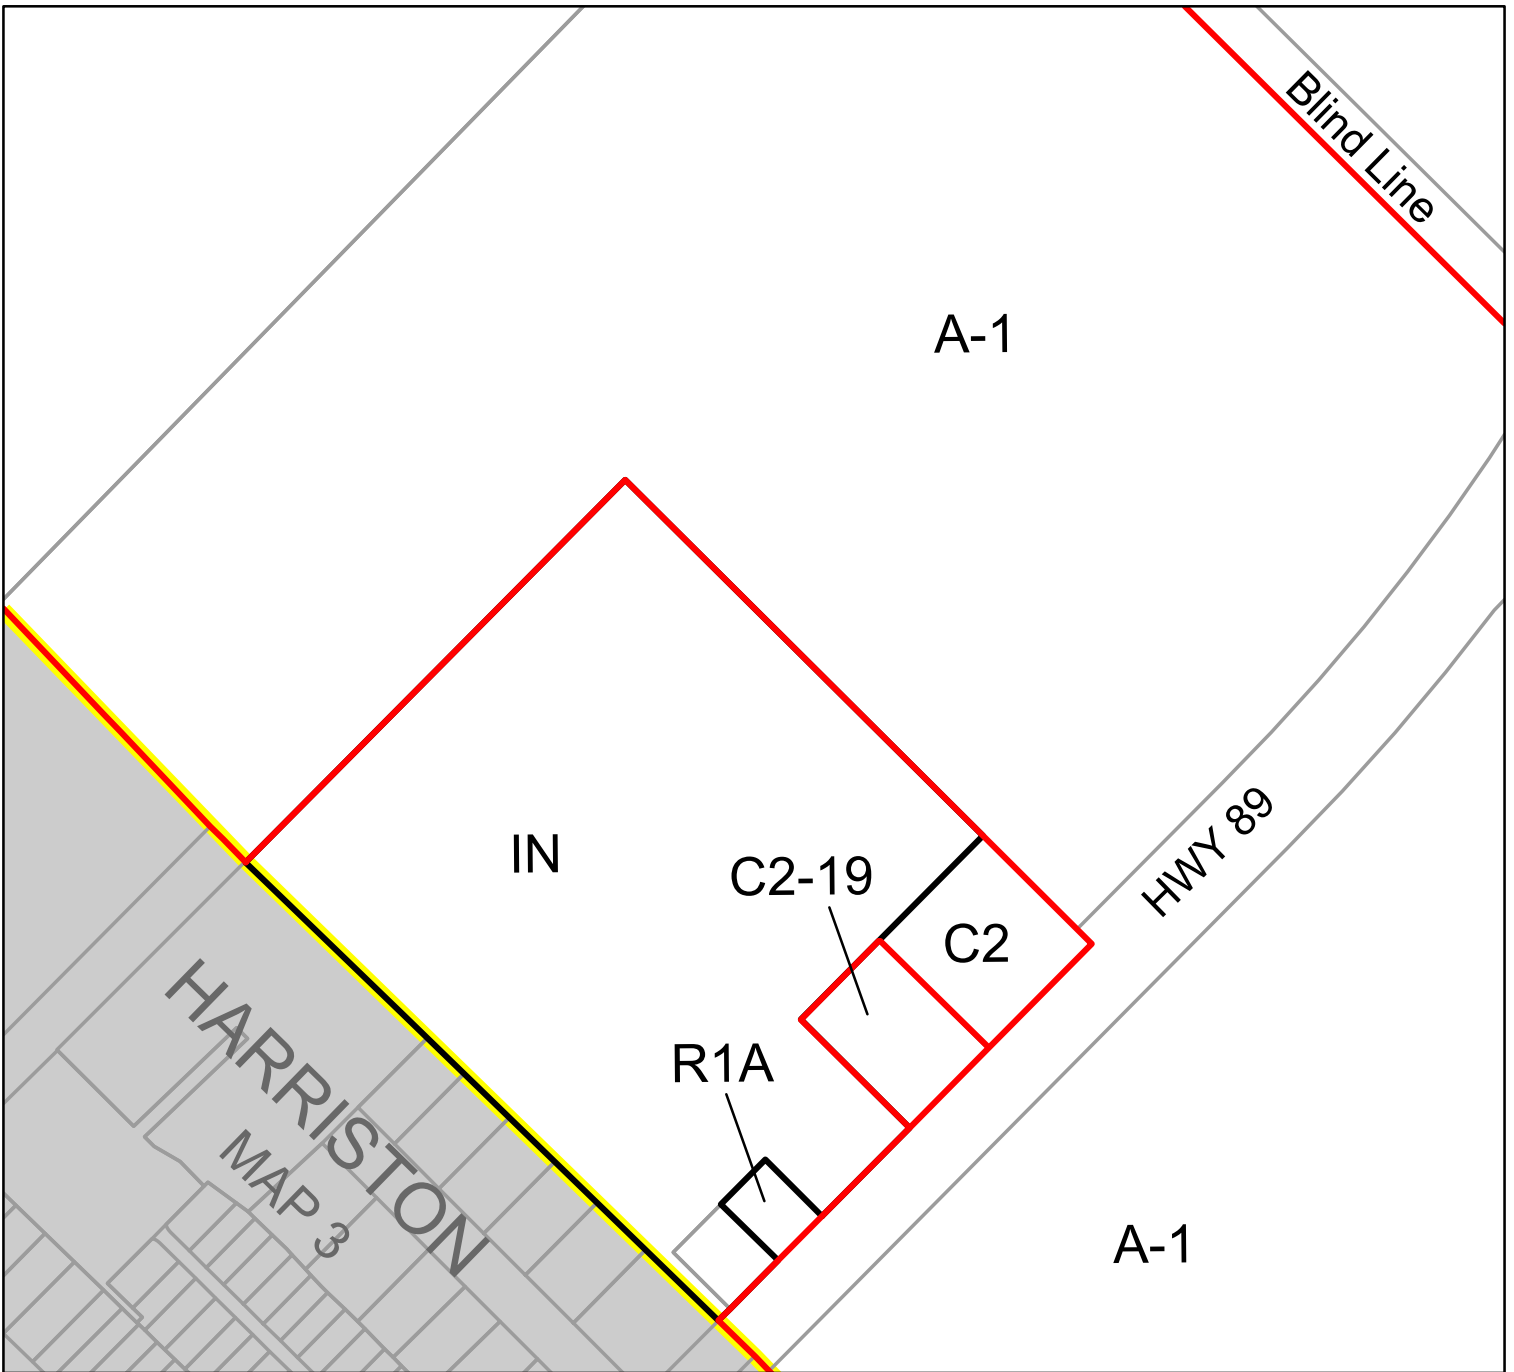 Blind Line
A-1
HWY 89
IN
C2-19
C2
R1A
HARRISTON
MAP 3
A-1